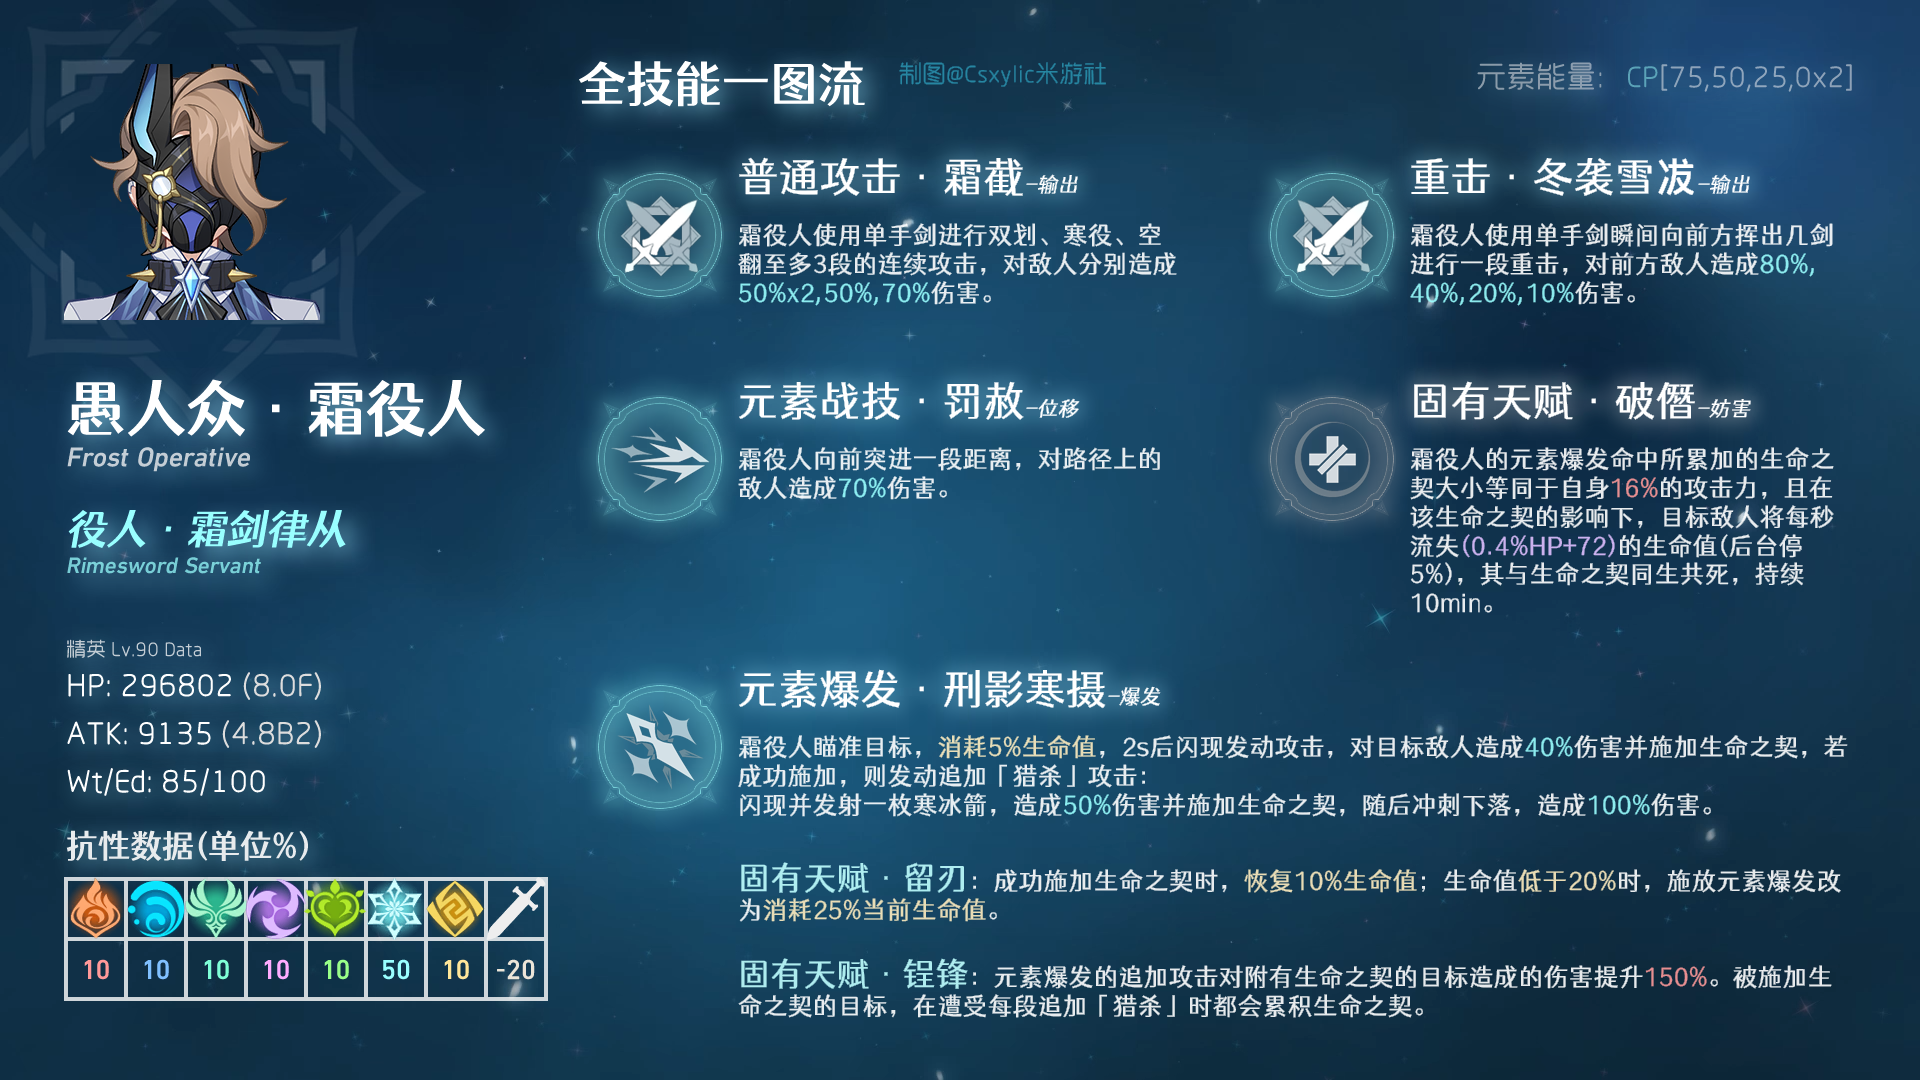 全技能一图流
制图@Csxylic米游社
元素能量: CP[75,50,25,0x2]
愚人众 · 霜役人
Frost Operative
役人 · 霜剑律从
Rimesword Servant
精英 Lv.90 Data
HP: 296802 (8.0F)
ATK: 9135 (4.8B2)
Wt/Ed: 85/100
抗性数据(单位%)
10 10 10 10 10 50 10 -20
普通攻击 · 霜截-输出
霜役人使用单手剑进行双划、寒役、空
翻至多3段的连续攻击，对敌人分别造成
50%x2,50%,70%伤害。
重击 · 冬袭雪冹-输出
霜役人使用单手剑瞬间向前方挥出几剑
进行一段重击，对前方敌人造成80%,
40%,20%,10%伤害。
元素战技 · 罚赦-位移
霜役人向前突进一段距离，对路径上的
敌人造成70%伤害。
固有天赋 · 破僭-妨害
霜役人的元素爆发命中所累加的生命之
契大小等同于自身16%的攻击力，且在
该生命之契的影响下，目标敌人将每秒
流失(0.4%HP+72)的生命值(后台停
5%)，其与生命之契同生共死，持续
10min。
元素爆发 · 刑影寒摄-爆发
霜役人瞄准目标，消耗5%生命值，2s后闪现发动攻击，对目标敌人造成40%伤害并施加生命之契，若
成功施加，则发动追加「猎杀」攻击:
闪现并发射一枚寒冰箭，造成50%伤害并施加生命之契，随后冲刺下落，造成100%伤害。
固有天赋 · 留刃: 成功施加生命之契时，恢复10%生命值；生命值低于20%时，施放元素爆发改
为消耗25%当前生命值。
固有天赋 · 锃锋: 元素爆发的追加攻击对附有生命之契的目标造成的伤害提升150%。被施加生
命之契的目标，在遭受每段追加「猎杀」时都会累积生命之契。